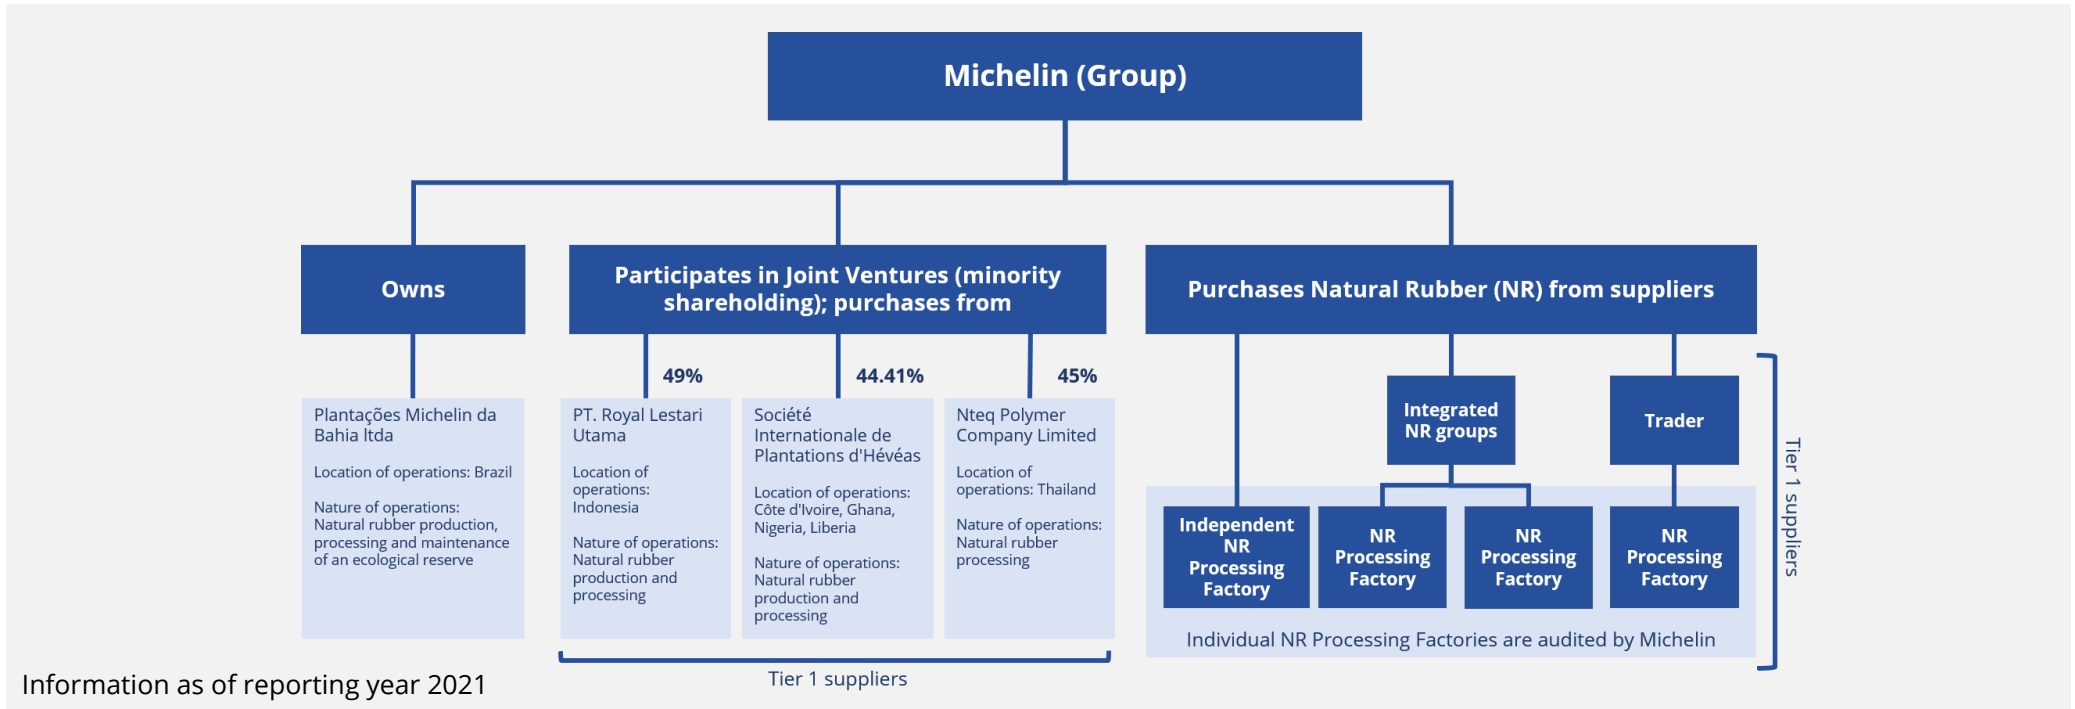 Michelin (Group)
Owns
Participates in Joint Ventures (minority
shareholding); purchases from
Purchases Natural Rubber (NR) from suppliers
49%
44.41%
45%
Plantações Michelin da
Bahia ltda
Location of operations: Brazil
Nature of operations:
Natural rubber production,
processing and maintenance
of an ecological reserve
PT. Royal Lestari
Utama
Location of
operations:
Indonesia
Nature of operations:
Natural rubber
production and
processing
Société
Internationale de
Plantations d'Hévéas
Location of operations:
Côte d'Ivoire, Ghana,
Nigeria, Liberia
Nature of operations:
Natural rubber
production and
processing
Nteq Polymer
Company Limited
Location of
operations: Thailand
Nature of operations:
Natural rubber
processing
Tier 1 suppliers
Integrated
NR groups
Trader
Independent
NR
Processing
Factory
NR
Processing
Factory
NR
Processing
Factory
NR
Processing
Factory
Individual NR Processing Factories are audited by Michelin
Tier 1 suppliers
Information as of reporting year 2021